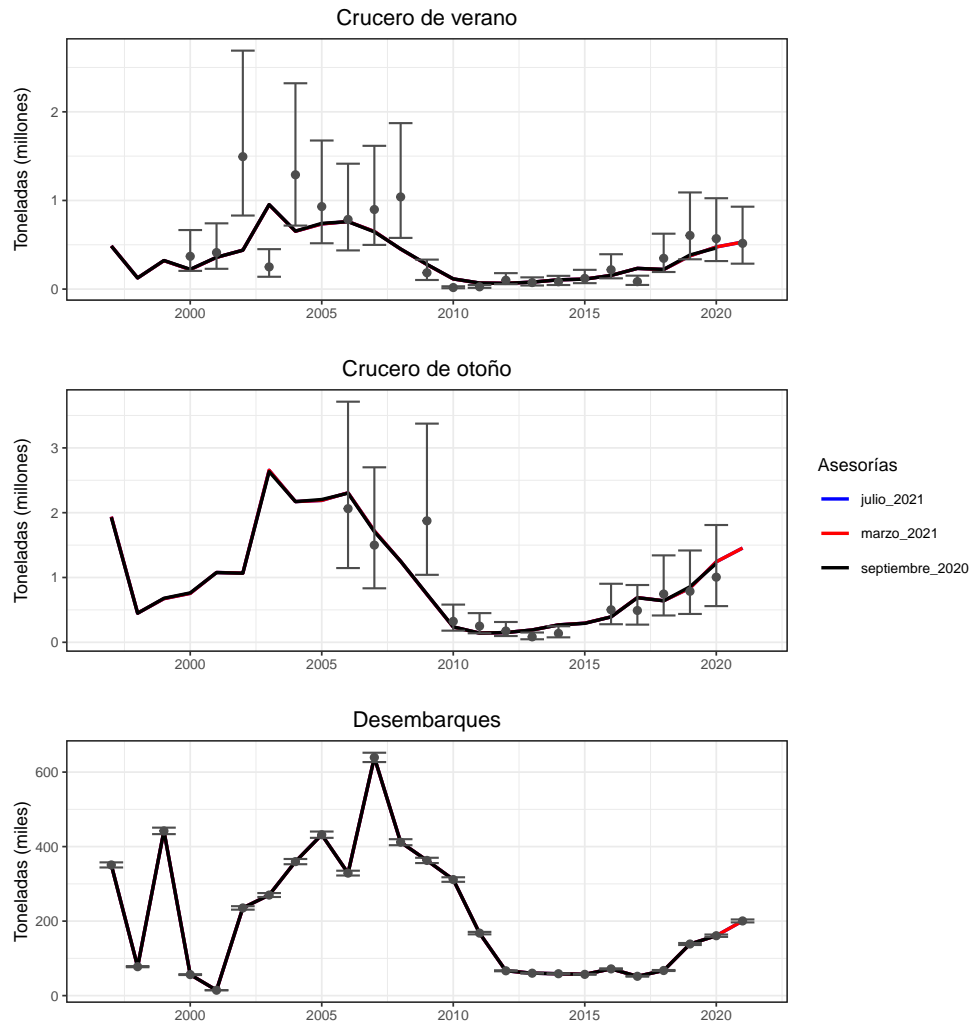 Crucero de verano
Toneladas (millones)
2
1
0
2000 2005 2010 2015 2020
Crucero de otoño
Toneladas (millones)
3
2
1
0
2000 2005 2010 2015 2020
Asesorías
julio_2021
marzo_2021
septiembre_2020
Desembarques
Toneladas (miles)
600
400
200
0
2000 2005 2010 2015 2020